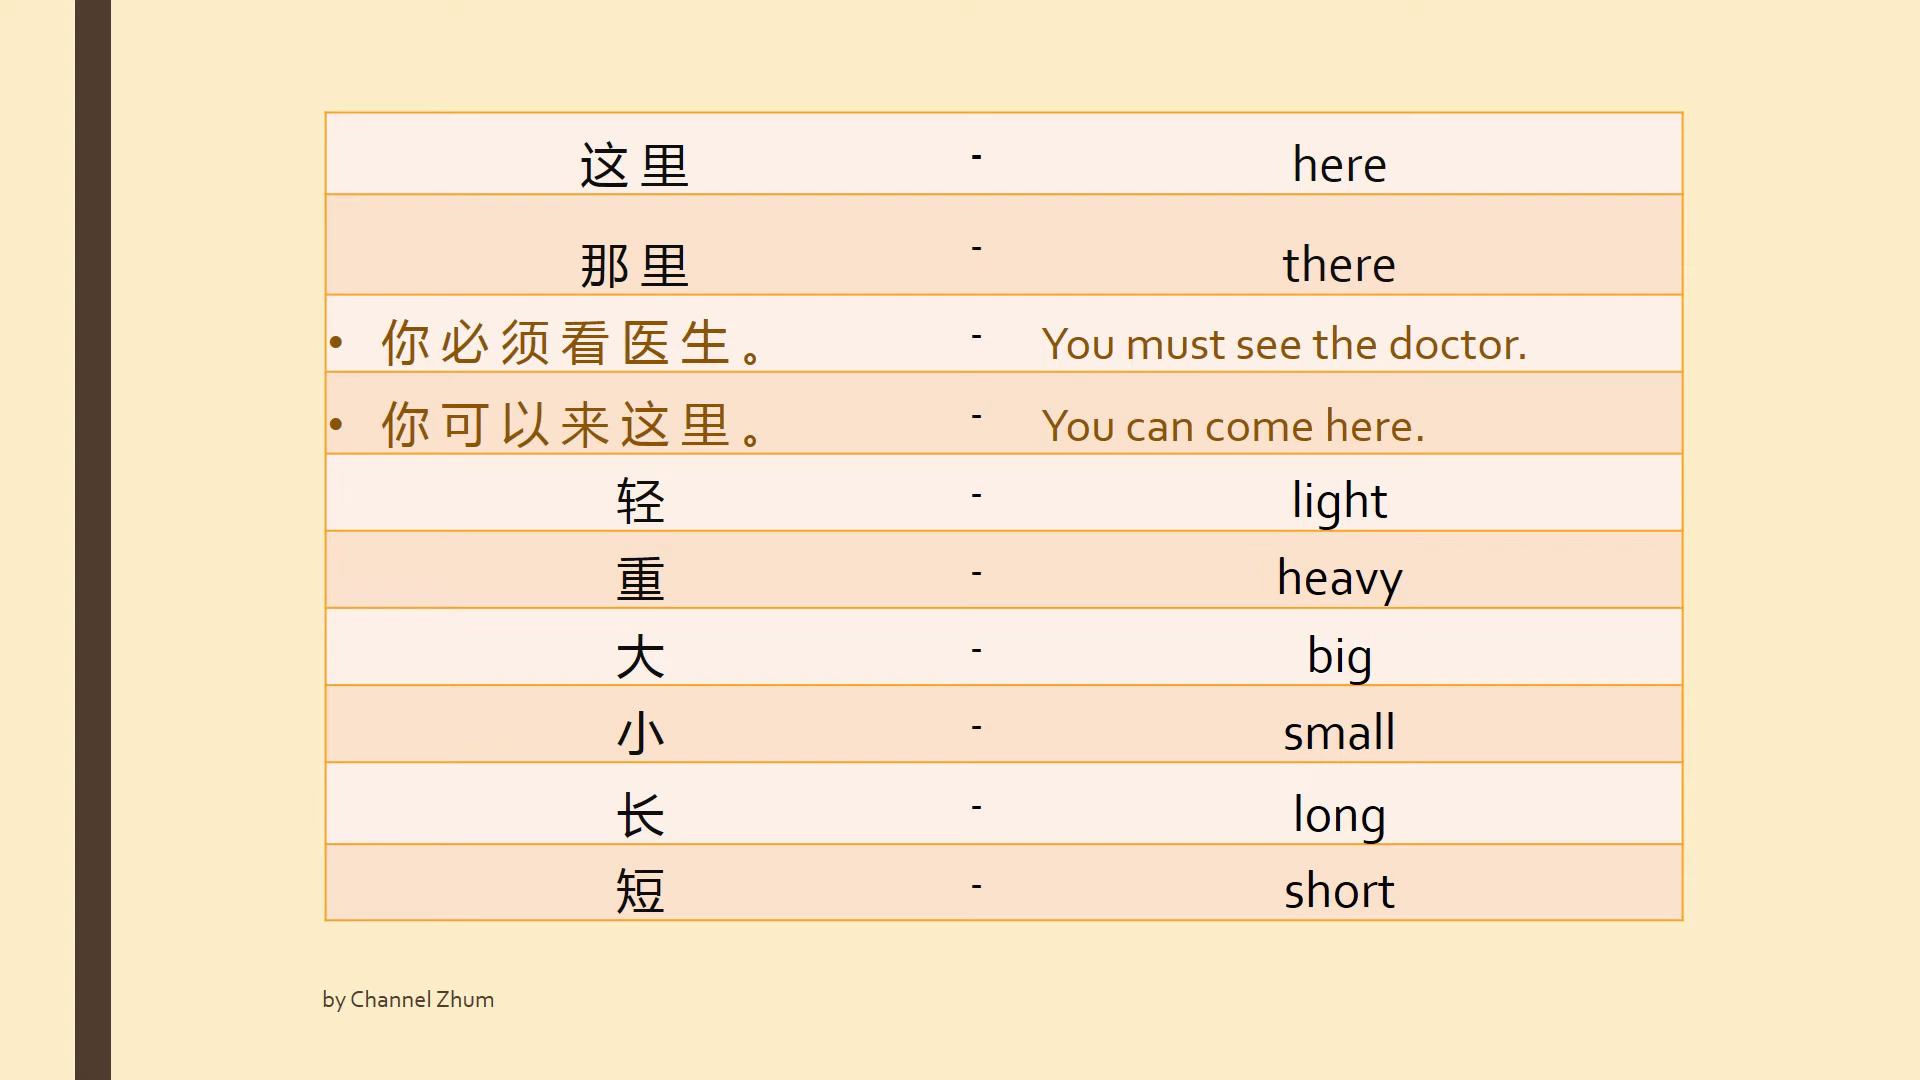 这里 - here
那里 - there
• 你必须看医生。 - You must see the doctor.
• 你可以来这里。 - You can come here.
轻 - light
重 - heavy
大 - big
小 - small
长 - long
短 - short
by Channel Zhum